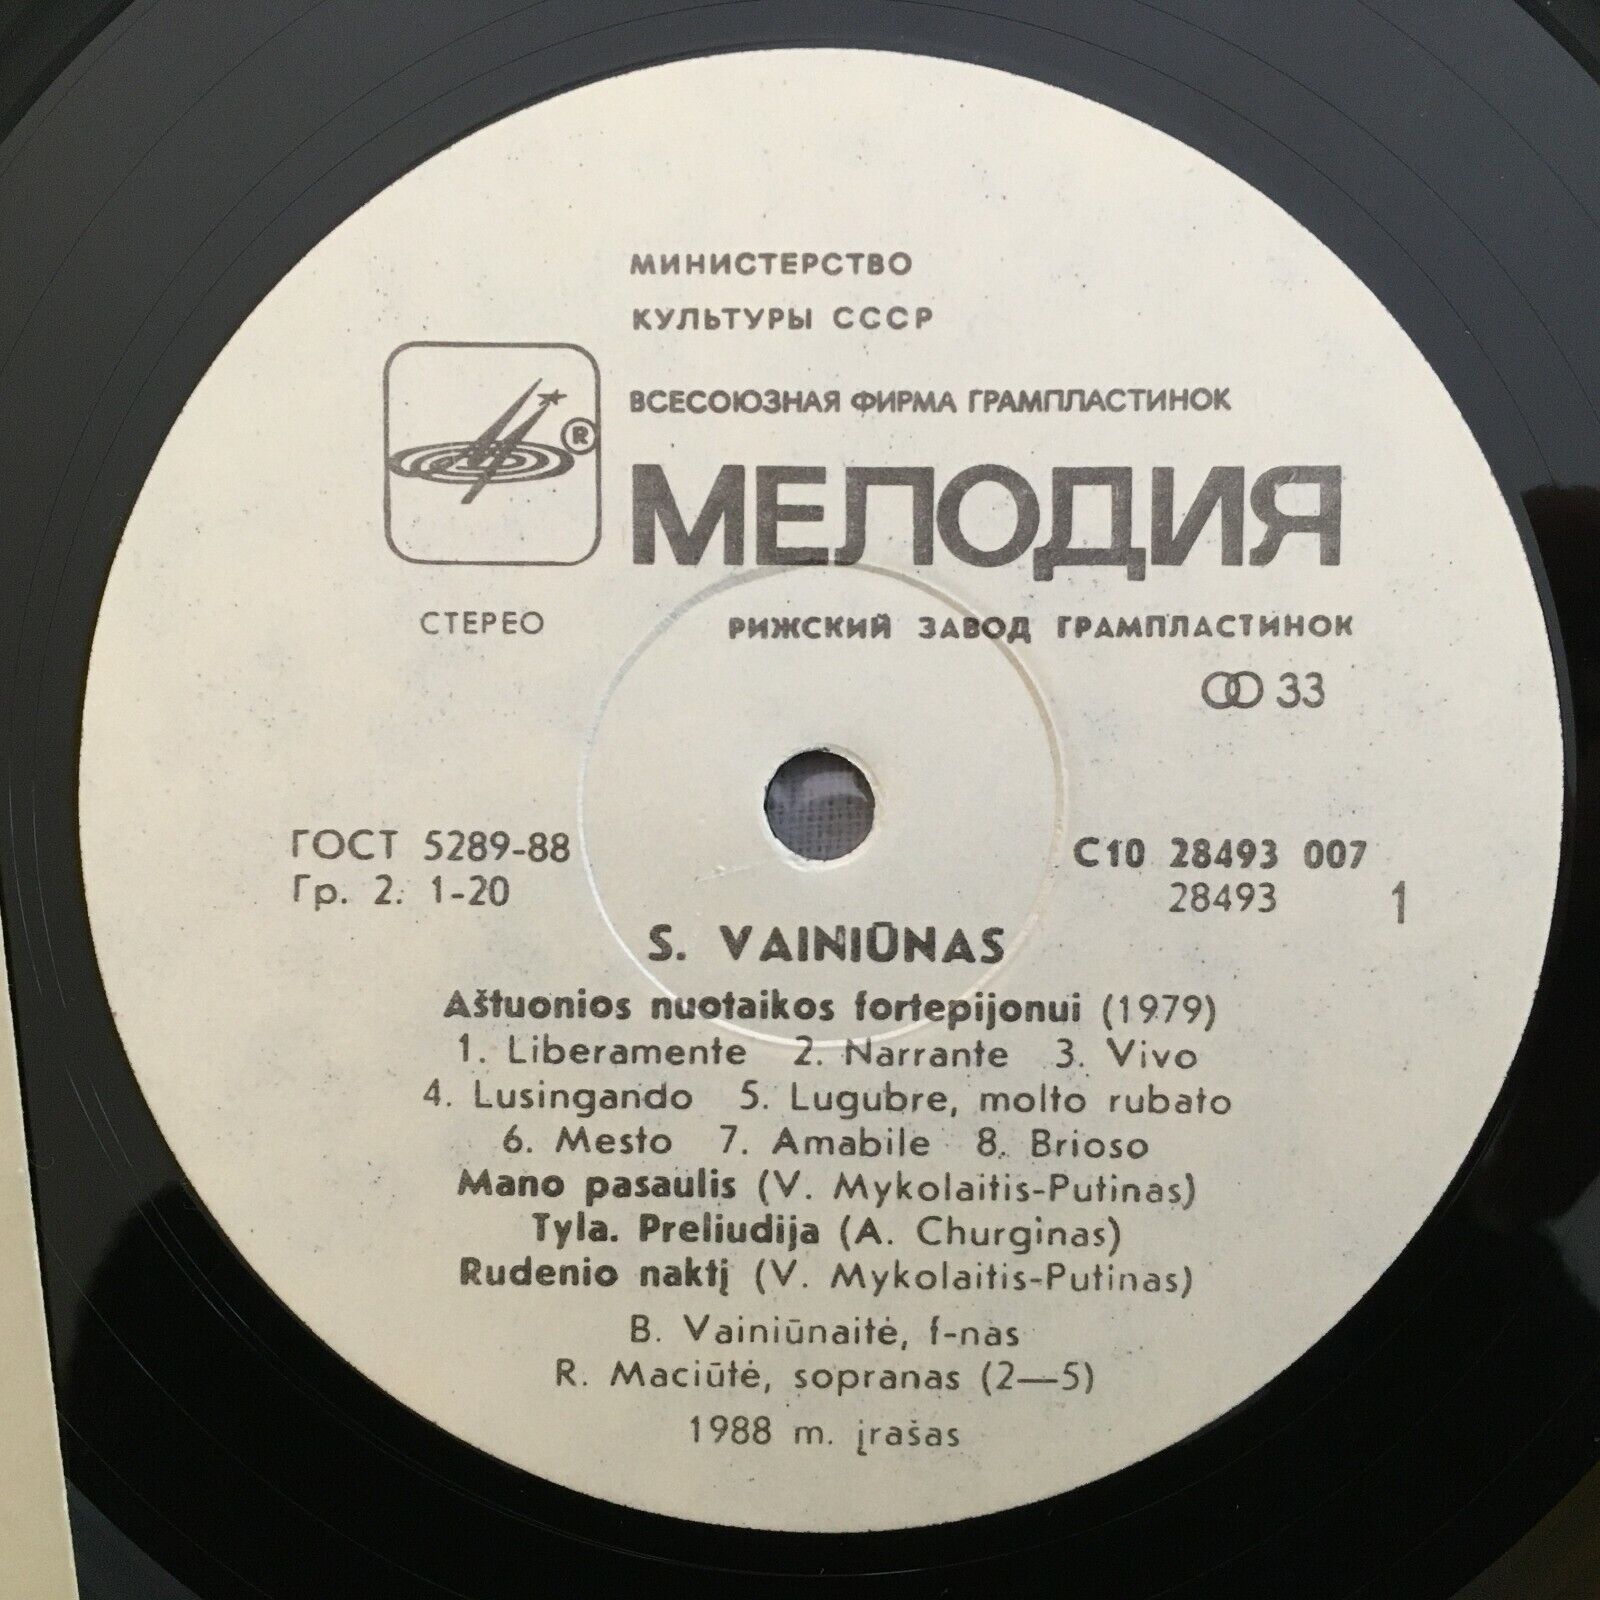 МИНИСТЕРСТВО
КУЛЬТУРЫ СССР
ВСЕСОЮЗНАЯ ФИРМА ГРАМПЛАСТИНОК
®
МЕЛОДИЯ
СТЕРЕО
РИЖСКИЙ ЗАВОД ГРАМПЛАСТИНОК
33
ГОСТ 5289-88
Гр. 2. 1-20
С10 28493 007
28493
1
S. VAINIŪNAS
Aštuonios nuotaikos fortepijonui (1979)
1. Liberamente 2. Narrante 3. Vivo
4. Lusingando 5. Lugubre, molto rubato
6. Mesto 7. Amabile 8. Brioso
Mano pasaulis (V. Mykolaitis-Putinas)
Tyla. Preliudija (A. Churginas)
Rudenio naktį (V. Mykolaitis-Putinas)
B. Vainiūnaitė, f-nas
R. Maciūtė, sopranas (2—5)
1988 m. įrašas